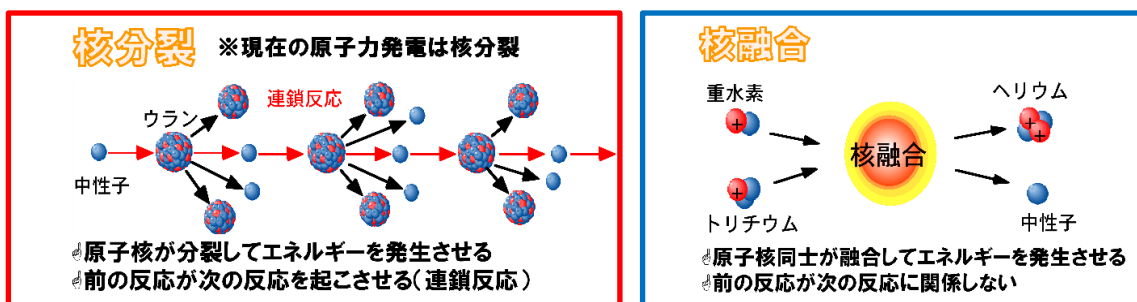 核分裂 ※現在の原子力発電は核分裂
連鎖反応
ウラン
中性子
原子核が分裂してエネルギーを発生させる
前の反応が次の反応を起こさせる(連鎖反応)
核融合
重水素
ヘリウム
+
+
+
核融合
+
トリチウム
中性子
原子核同士が融合してエネルギーを発生させる
前の反応が次の反応に関係しない